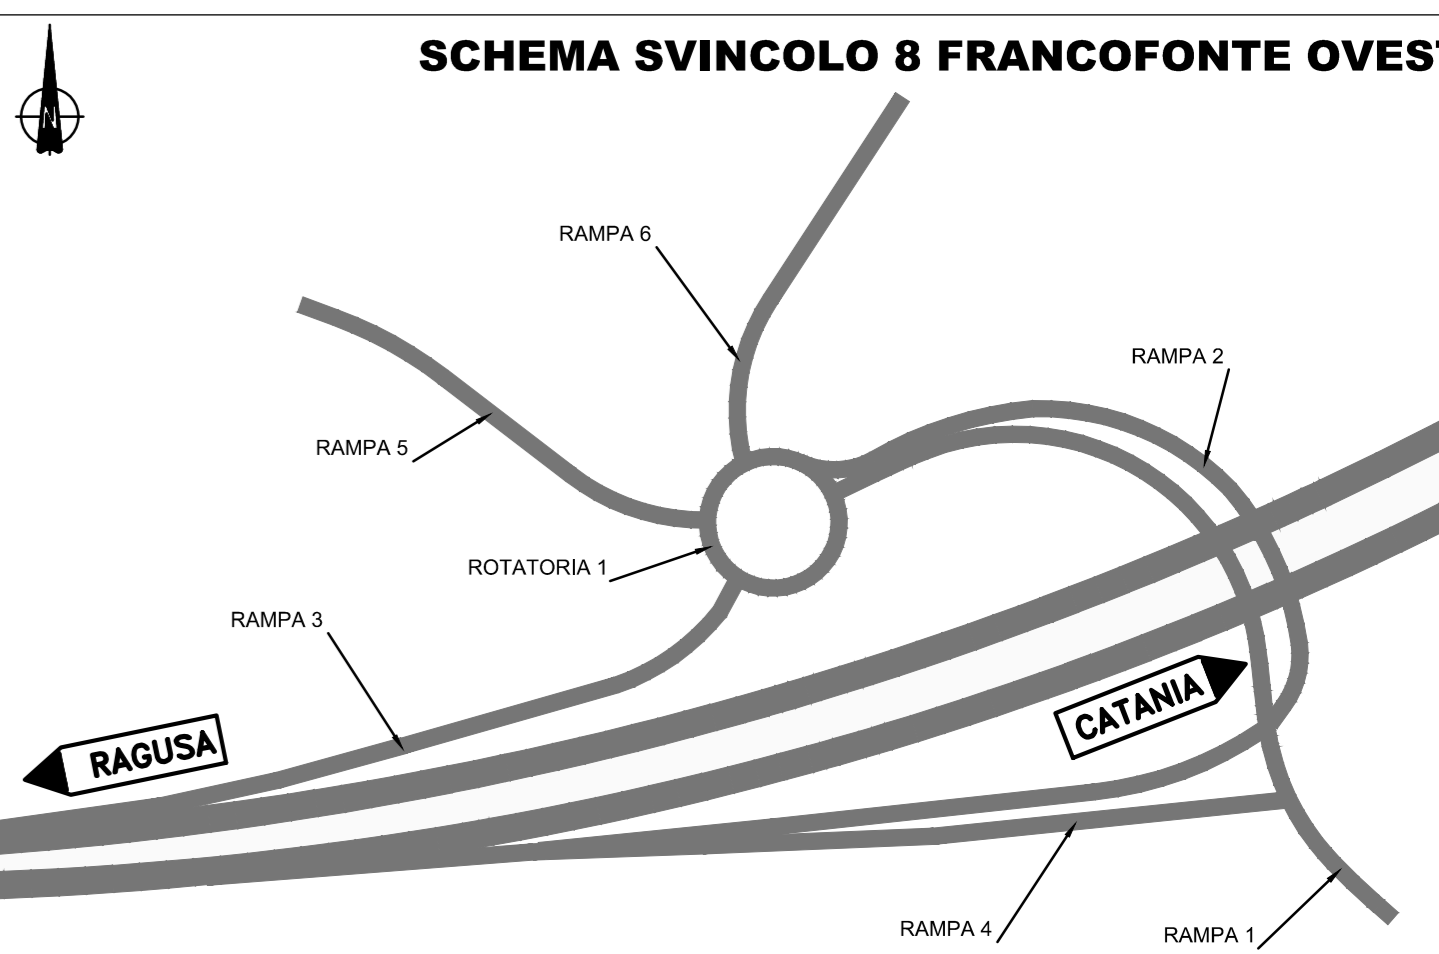 SCHEMA SVINCOLO 8 FRANCOFONTE OVEST
N
RAMPA 6
RAMPA 2
RAMPA 5
ROTATORIA 1
RAMPA 3
CATANIA
RAGUSA
RAMPA 4
RAMPA 1